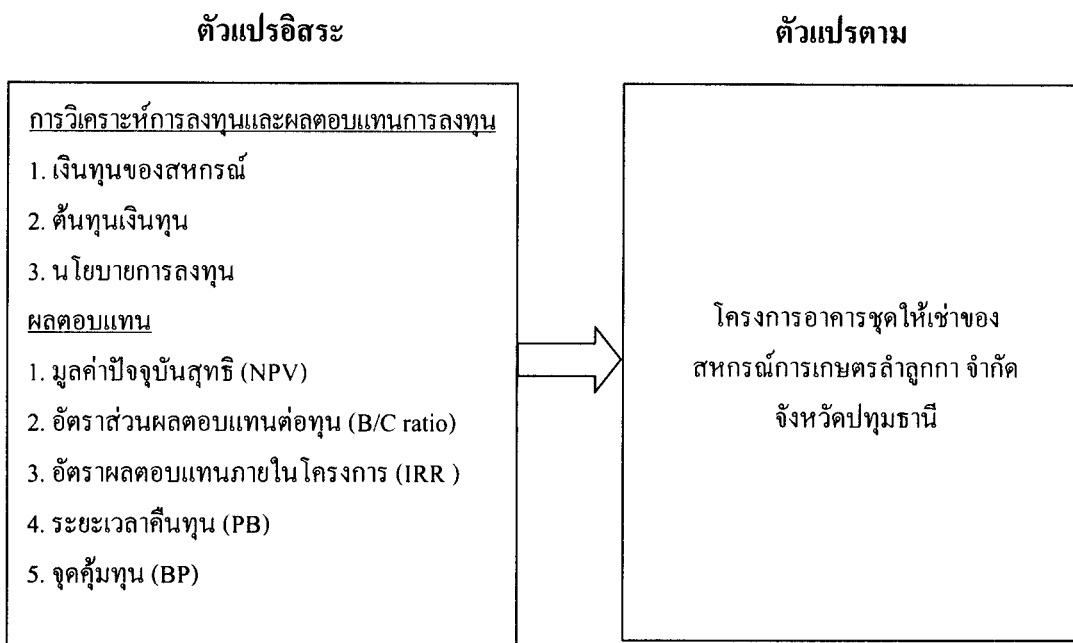 ตัวแปรอิสระ
ตัวแปรตาม
การวิเคราะห์การลงทุนและผลตอบแทนการลงทุน
1. เงินทุนของสหกรณ์
2. ต้นทุนเงินทุน
3. นโยบายการลงทุน
ผลตอบแทน
1. มูลค่าปัจจุบันสุทธิ (NPV)
2. อัตราส่วนผลตอบแทนต่อทุน (B/C ratio)
3. อัตราผลตอบแทนภายในโครงการ (IRR )
4. ระยะเวลาคืนทุน (PB)
5. จุดคุ้มทุน (BP)
โครงการอาคารชุดให้เช่าของ
สหกรณ์การเกษตรลำลูกกา จำกัด
จังหวัดปทุมธานี